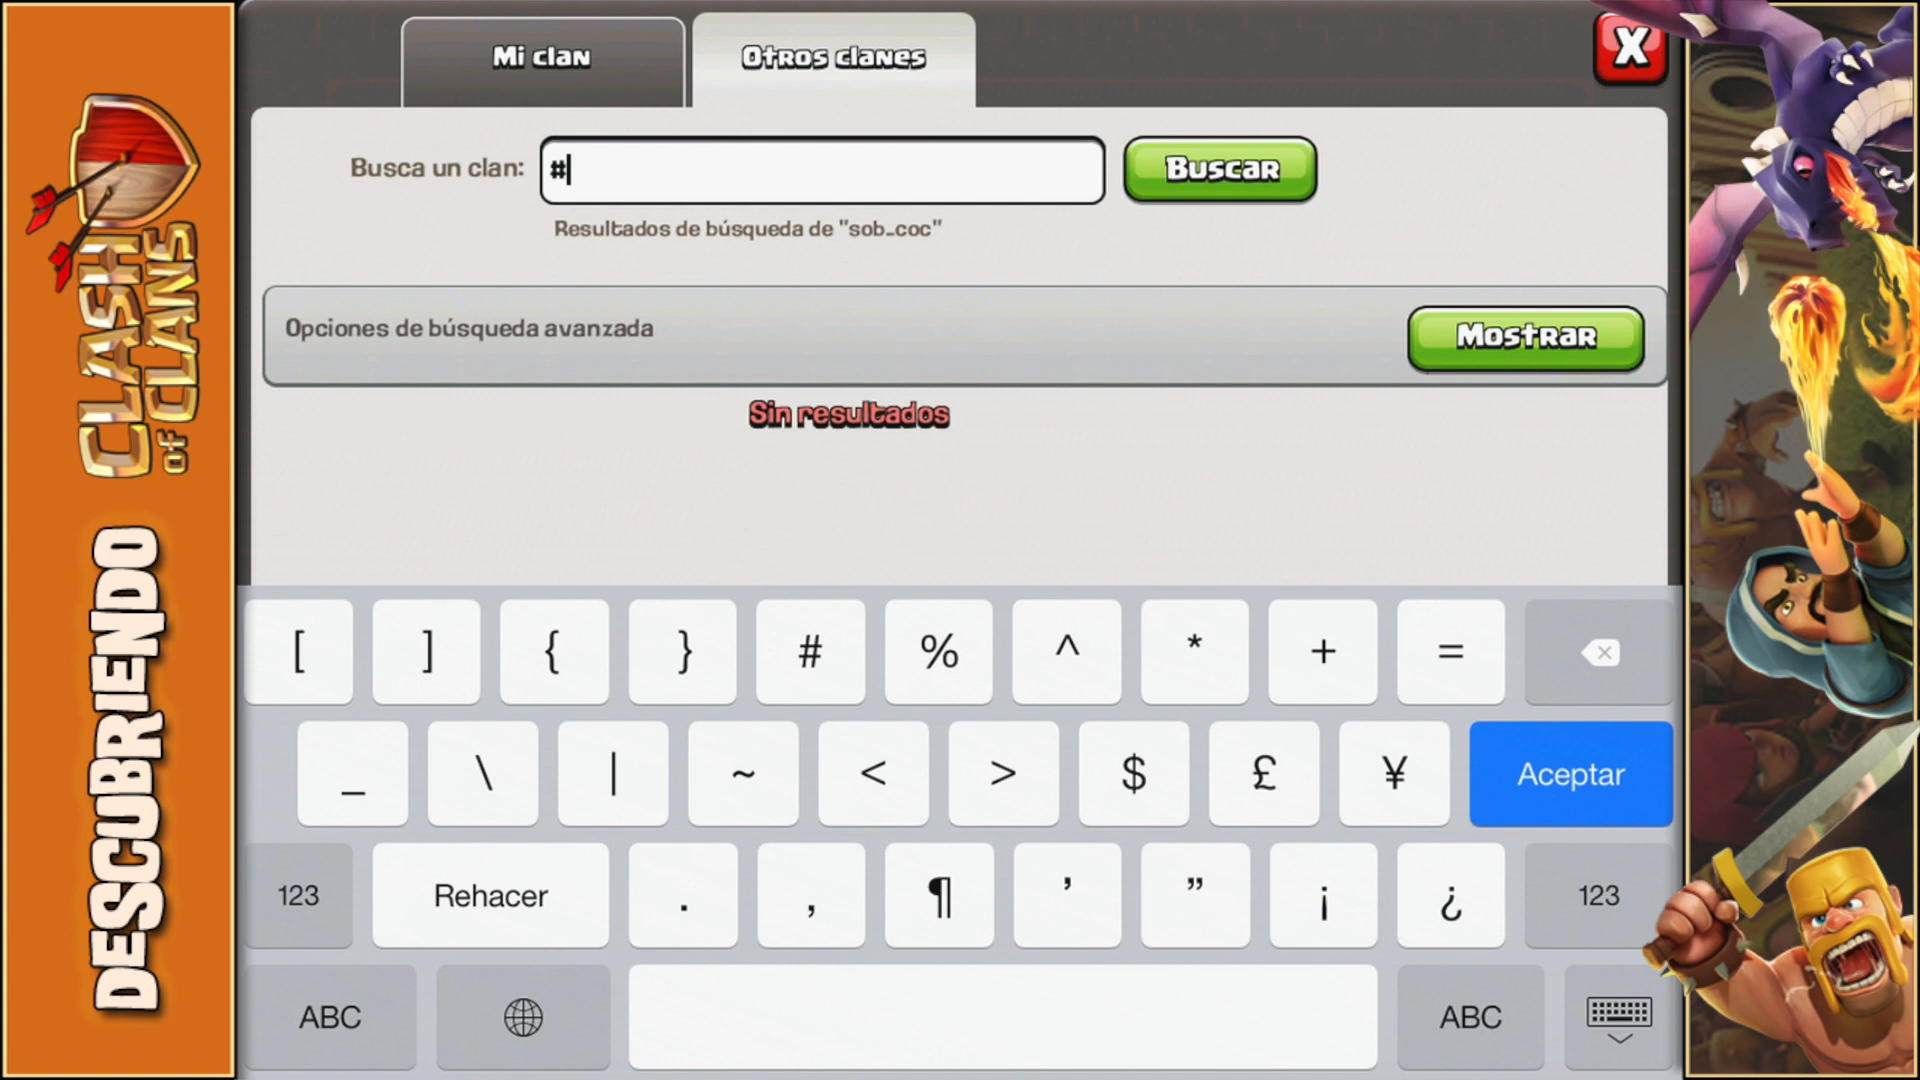 CLASH
of CLANS
DESCUBRIENDO
Mi clan
Otros clanes
X
Busca un clan:
#
Buscar
Resultados de búsqueda de "sob_coc"
Opciones de búsqueda avanzada
Mostrar
Sin resultados
[ ] { } # % ^ * + =
_ \ | ~ < > $ £ ¥ Aceptar
123 Rehacer . , ¶ ’ ” ¡ ¿ 123
ABC ABC